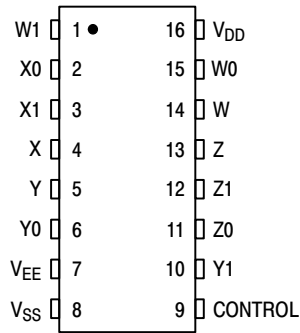 W1 1 16 VDD
X0 2 15 W0
X1 3 14 W
X 4 13 Z
Y 5 12 Z1
Y0 6 11 Z0
VEE 7 10 Y1
VSS 8 9 CONTROL